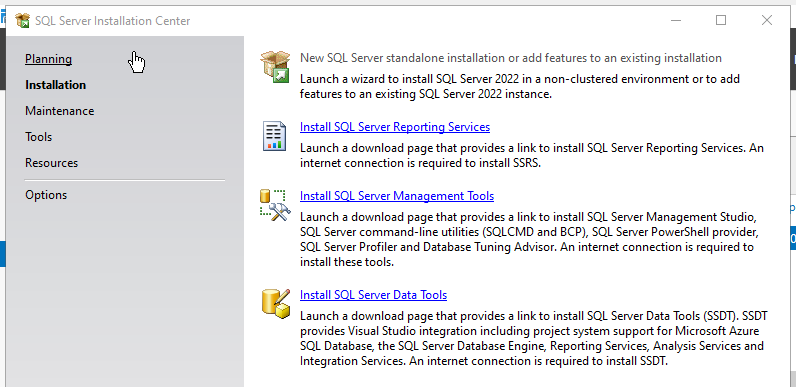 SQL Server Installation Center
Planning
Installation
Maintenance
Tools
Resources
Options
New SQL Server standalone installation or add features to an existing installation
Launch a wizard to install SQL Server 2022 in a non-clustered environment or to add
features to an existing SQL Server 2022 instance.
Install SQL Server Reporting Services
Launch a download page that provides a link to install SQL Server Reporting Services. An
internet connection is required to install SSRS.
Install SQL Server Management Tools
Launch a download page that provides a link to install SQL Server Management Studio,
SQL Server command-line utilities (SQLCMD and BCP), SQL Server PowerShell provider,
SQL Server Profiler and Database Tuning Advisor. An internet connection is required to
install these tools.
Install SQL Server Data Tools
Launch a download page that provides a link to install SQL Server Data Tools (SSDT). SSDT
provides Visual Studio integration including project system support for Microsoft Azure
SQL Database, the SQL Server Database Engine, Reporting Services, Analysis Services and
Integration Services. An internet connection is required to install SSDT.